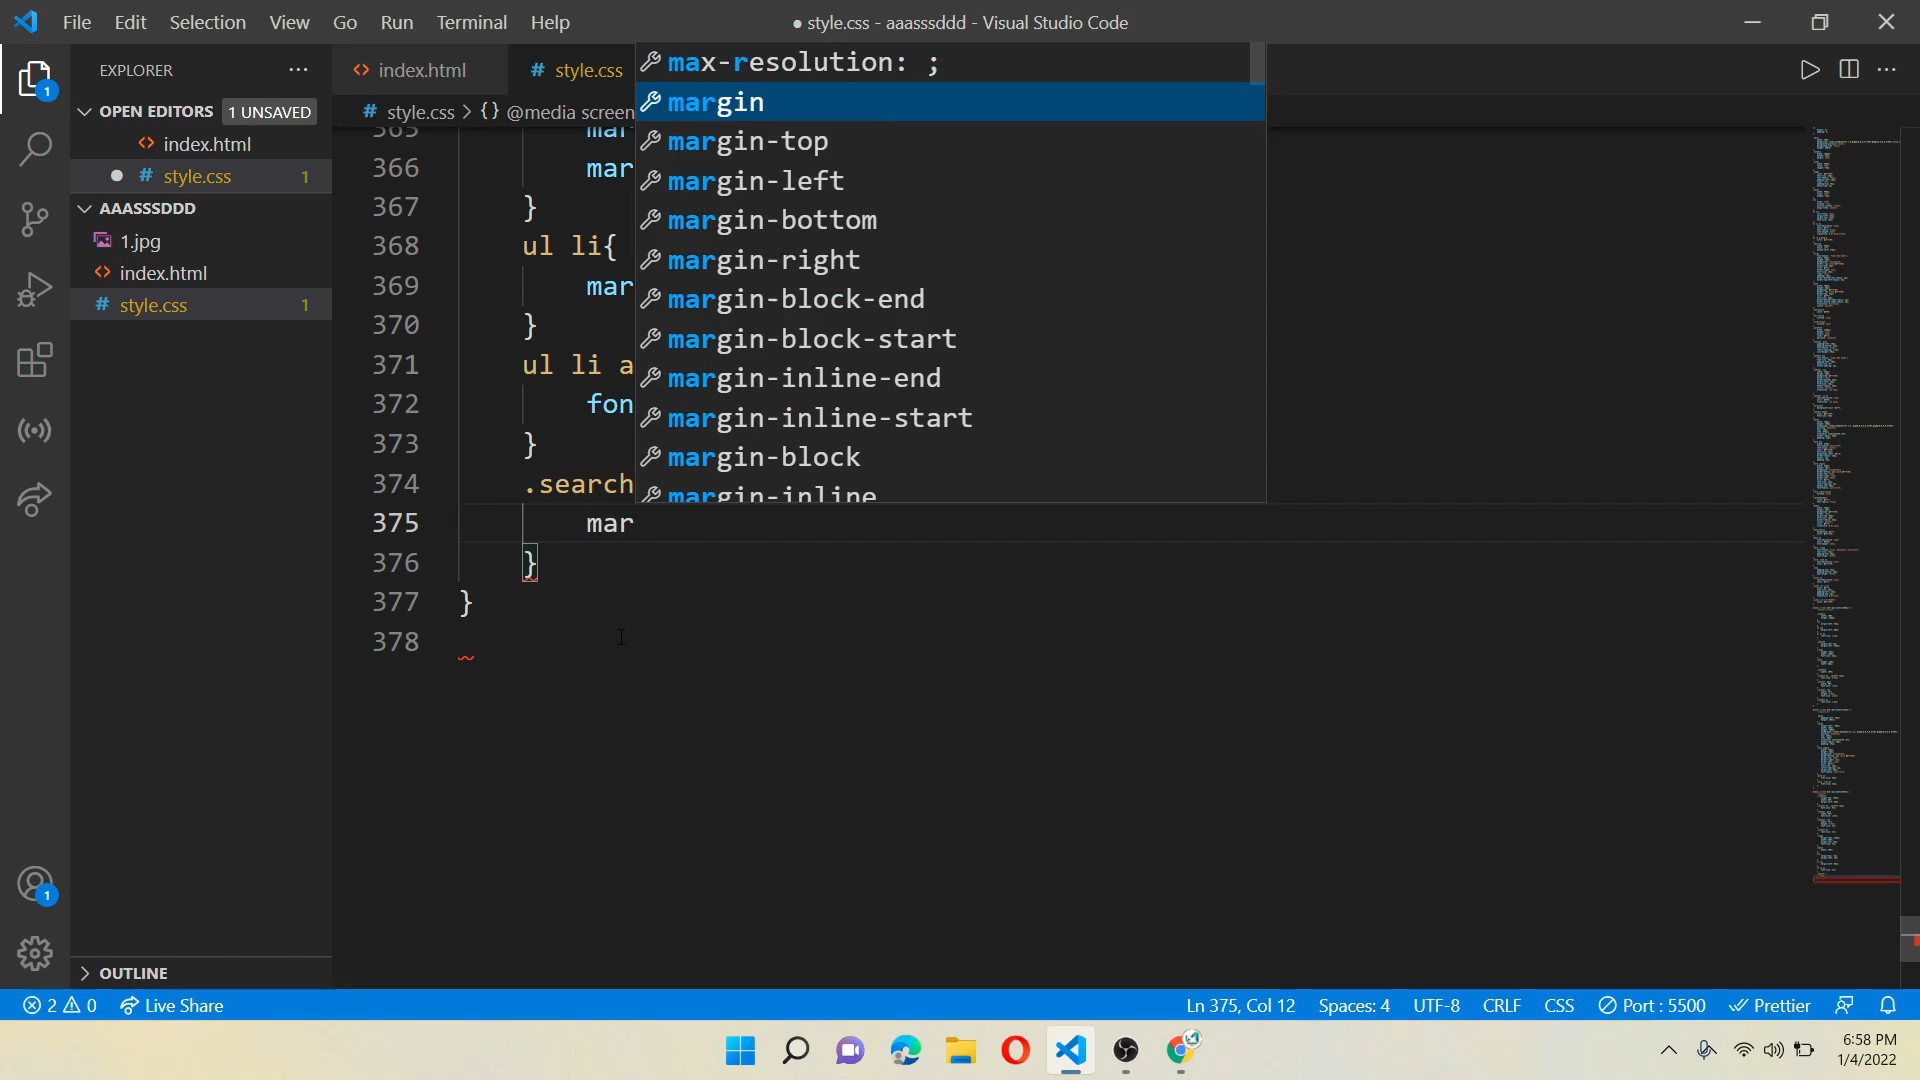 File Edit Selection View Go Run Terminal Help
● style.css - aaasssddd - Visual Studio Code
EXPLORER
OPEN EDITORS 1 UNSAVED
index.html
style.css 1
AAASSSDDD
1.jpg
index.html
style.css 1
OUTLINE
index.html
# style.css
# style.css > {} @media screen
max-resolution: ;
margin
margin-top
margin-left
margin-bottom
margin-right
margin-block-end
margin-block-start
margin-inline-end
margin-inline-start
margin-block
margin-inline
365 mar
366 mar
367 }
368 ul li{
369 mar
370 }
371 ul li a
372 fon
373 }
374 .search
375 mar
376 }
377 }
378
1
1
2 0 Live Share
Ln 375, Col 12 Spaces: 4 UTF-8 CRLF CSS Port : 5500 Prettier
6:58 PM
1/4/2022